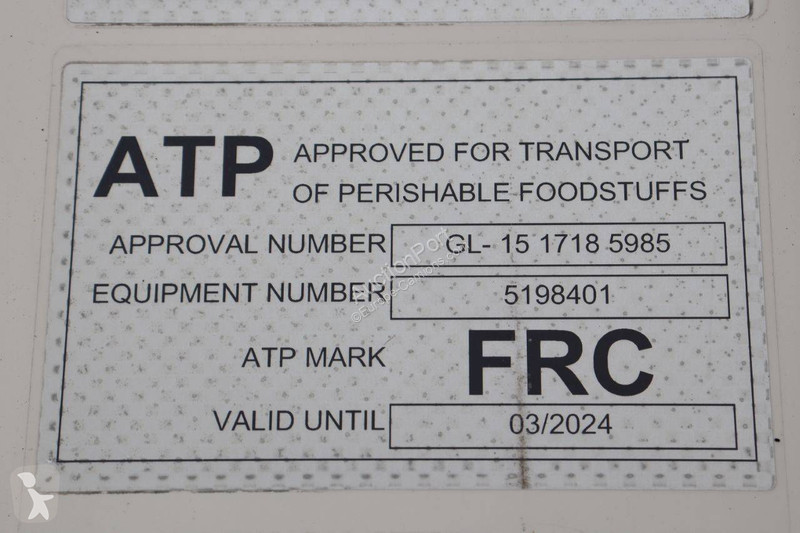 ATP APPROVED FOR TRANSPORT
OF PERISHABLE FOODSTUFFS
APPROVAL NUMBER GL- 15 1718 5985
EQUIPMENT NUMBER 5198401
ATP MARK FRC
VALID UNTIL 03/2024
AuctionPort